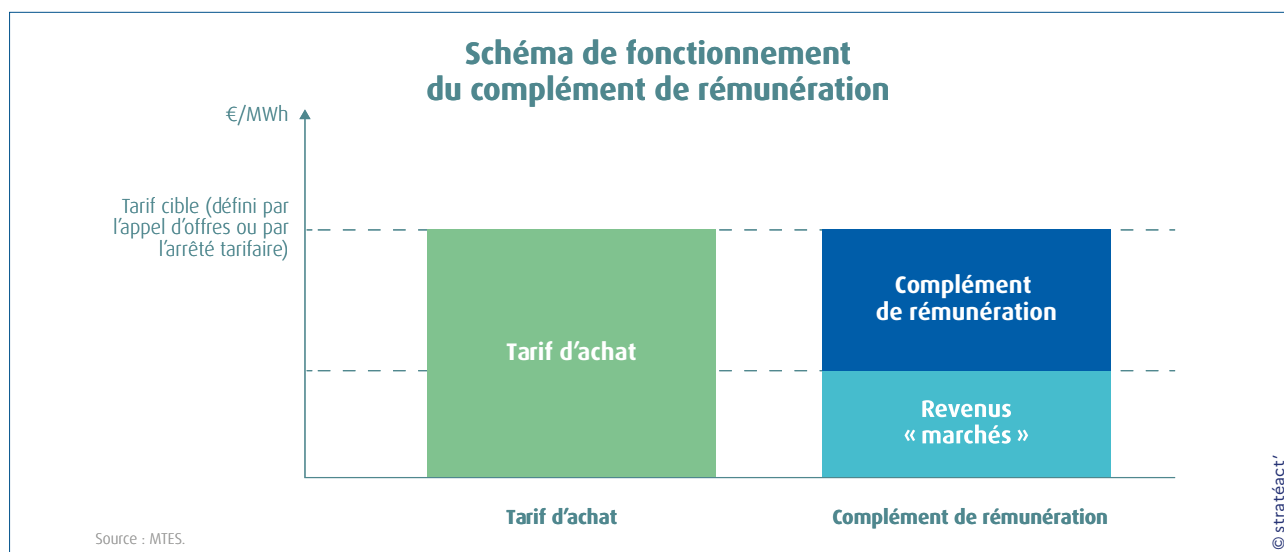 Schéma de fonctionnement
du complément de rémunération
€/MWh
Tarif cible (défini par
l’appel d’offres ou par
l’arrêté tarifaire)
Complément
de rémunération
Tarif d’achat
Revenus
« marchés »
Tarif d’achat
Complément de rémunération
Source : MTES.
© stratéact’